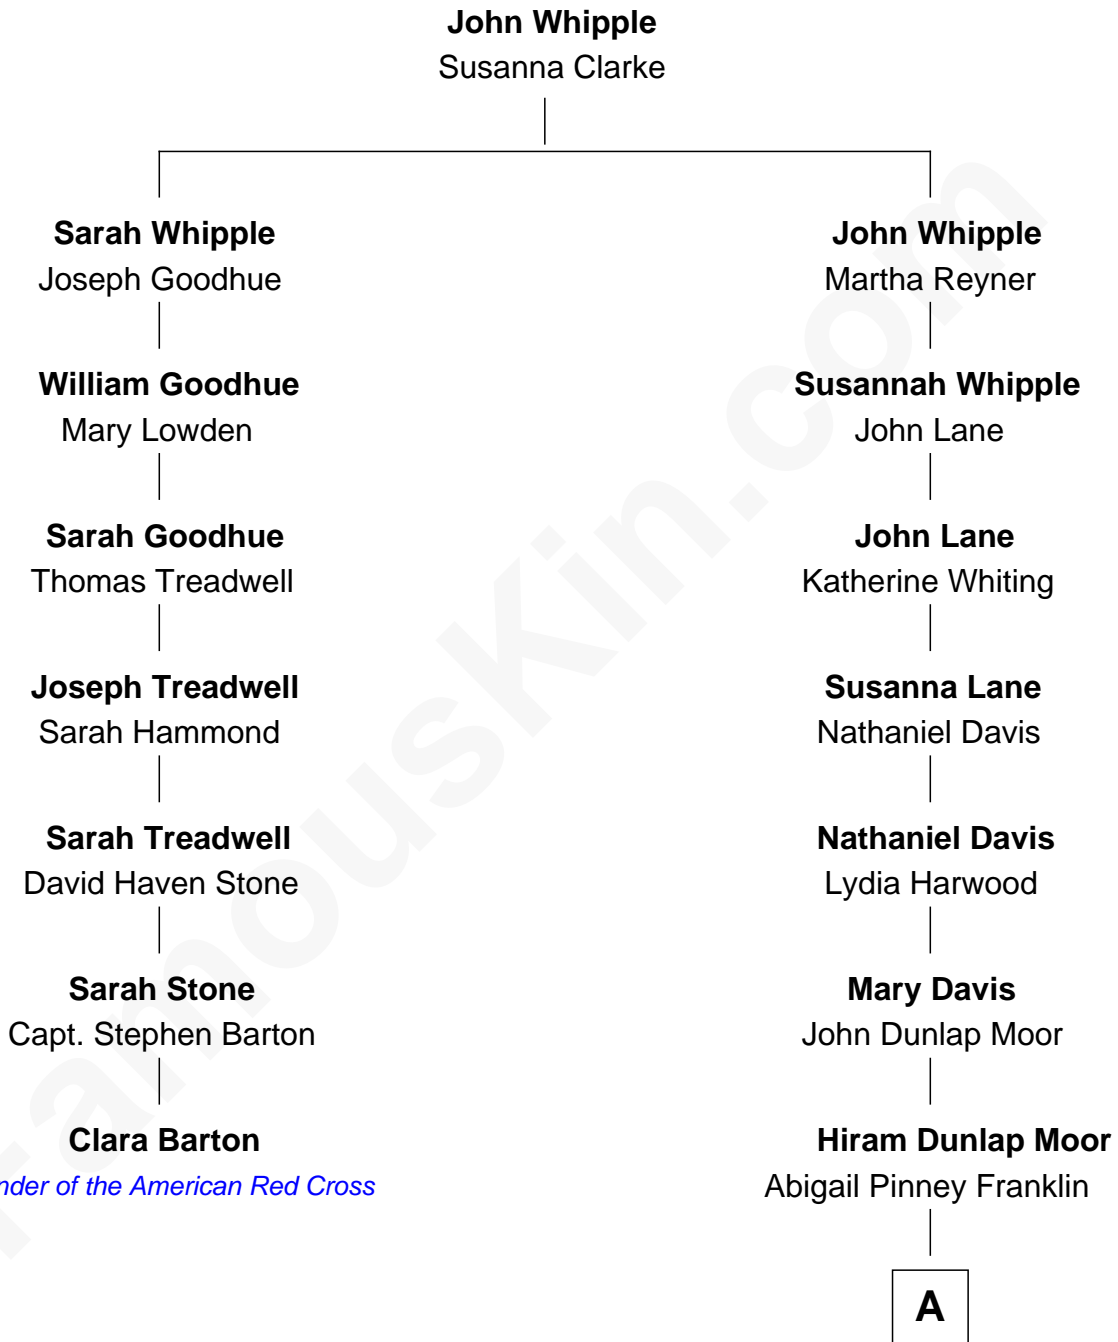 John Whipple
Susanna Clarke
Sarah Whipple
Joseph Goodhue
John Whipple
Martha Reyner
William Goodhue
Mary Lowden
Susannah Whipple
John Lane
Sarah Goodhue
Thomas Treadwell
John Lane
Katherine Whiting
Joseph Treadwell
Sarah Hammond
Susanna Lane
Nathaniel Davis
Sarah Treadwell
David Haven Stone
Nathaniel Davis
Lydia Harwood
Sarah Stone
Capt. Stephen Barton
Mary Davis
John Dunlap Moor
Clara Barton
nder of the American Red Cross
Hiram Dunlap Moor
Abigail Pinney Franklin
A
FamousKin.com